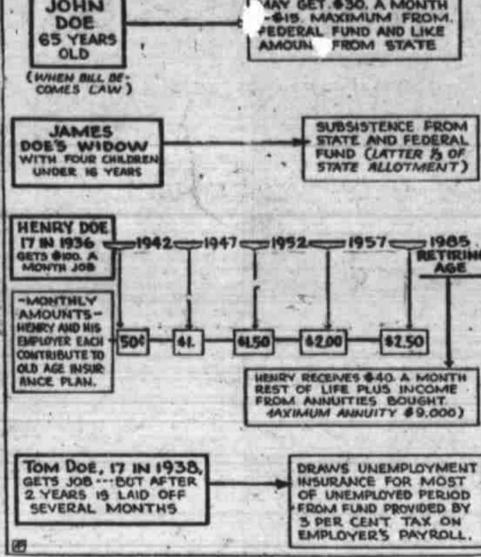 JOHN
DOE
65 YEARS
OLD
(WHEN BILL BE-
COMES LAW)
MAY GET $30. A MONTH
-$15. MAXIMUM FROM
FEDERAL FUND AND LIKE
AMOUNT FROM STATE
JAMES
DOE'S WIDOW
WITH FOUR CHILDREN
UNDER 16 YEARS
SUBSISTENCE FROM
STATE AND FEDERAL
FUND (LATTER ⅓ OF
STATE ALLOTMENT)
HENRY DOE
17 IN 1936
GETS $100. A
MONTH JOB
1942 1947 1952 1957 1985
RETIRING
AGE
-MONTHLY
AMOUNTS-
HENRY AND HIS
EMPLOYER EACH
CONTRIBUTE TO
OLD AGE INSUR-
ANCE PLAN.
50¢ $1. $1.50 $2.00 $2.50
HENRY RECEIVES $40. A MONTH
REST OF LIFE PLUS INCOME
FROM ANNUITIES BOUGHT
MAXIMUM ANNUITY $9,000)
TOM DOE, 17 IN 1938,
GETS JOB---BUT AFTER
2 YEARS IS LAID OFF
SEVERAL MONTHS
DRAWS UNEMPLOYMENT
INSURANCE FOR MOST
OF UNEMPLOYED PERIOD
FROM FUND PROVIDED BY
3 PER CENT TAX ON
EMPLOYER'S PAYROLL.